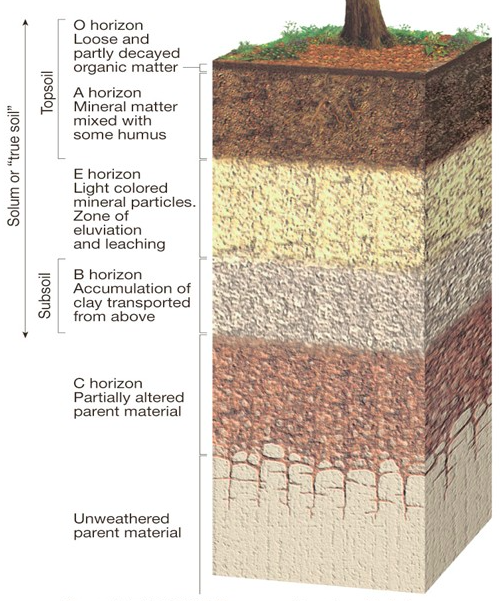 Solum or "true soil"
Topsoil
O horizon
Loose and
partly decayed
organic matter
A horizon
Mineral matter
mixed with
some humus
E horizon
Light colored
mineral particles.
Zone of
eluviation
and leaching
Subsoil
B horizon
Accumulation of
clay transported
from above
C horizon
Partially altered
parent material
Unweathered
parent material